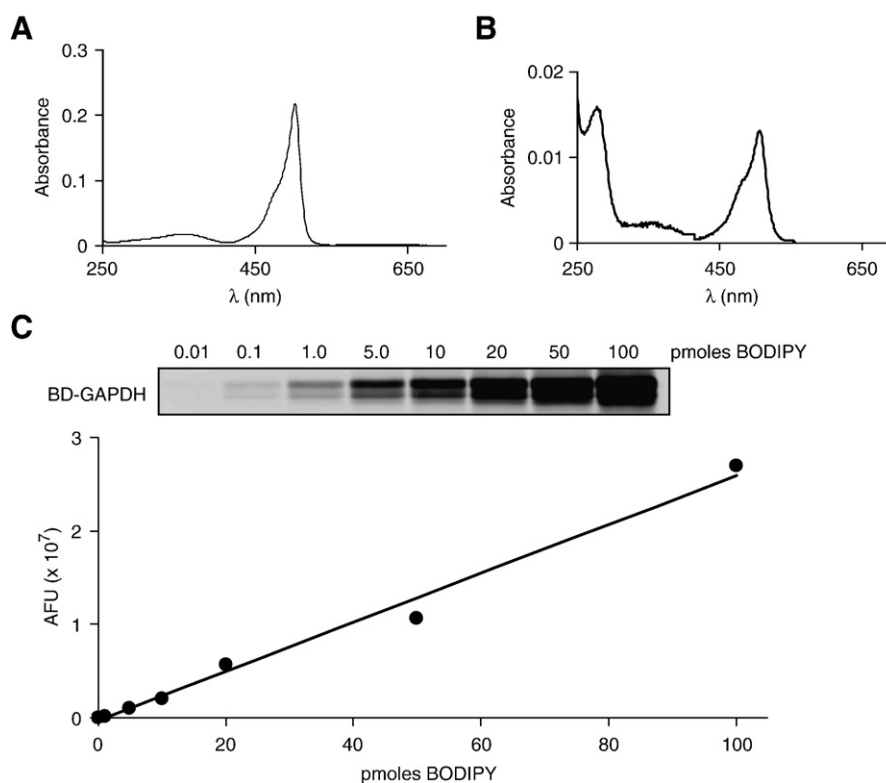 A
B
0.3
0.2
0.1
0
Absorbance
250 450 650
λ (nm)
0.02
0.01
0
Absorbance
250 450 650
λ (nm)
C
0.01 0.1 1.0 5.0 10 20 50 100 pmoles BODIPY
BD-GAPDH
3
2
1
0
AFU (x 10⁷)
0 20 40 60 80 100
pmoles BODIPY